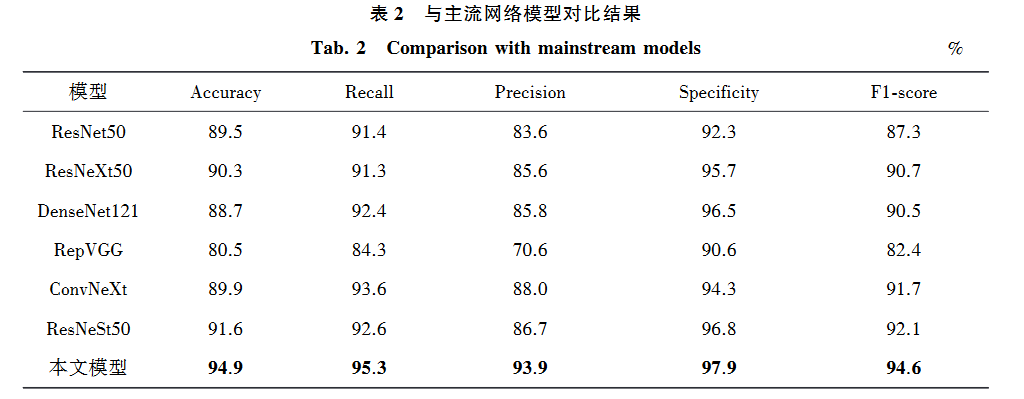 表 2 与主流网络模型对比结果
Tab. 2 Comparison with mainstream models %
模型 Accuracy Recall Precision Specificity F1-score
ResNet50 89.5 91.4 83.6 92.3 87.3
ResNeXt50 90.3 91.3 85.6 95.7 90.7
DenseNet121 88.7 92.4 85.8 96.5 90.5
RepVGG 80.5 84.3 70.6 90.6 82.4
ConvNeXt 89.9 93.6 88.0 94.3 91.7
ResNeSt50 91.6 92.6 86.7 96.8 92.1
本文模型 94.9 95.3 93.9 97.9 94.6